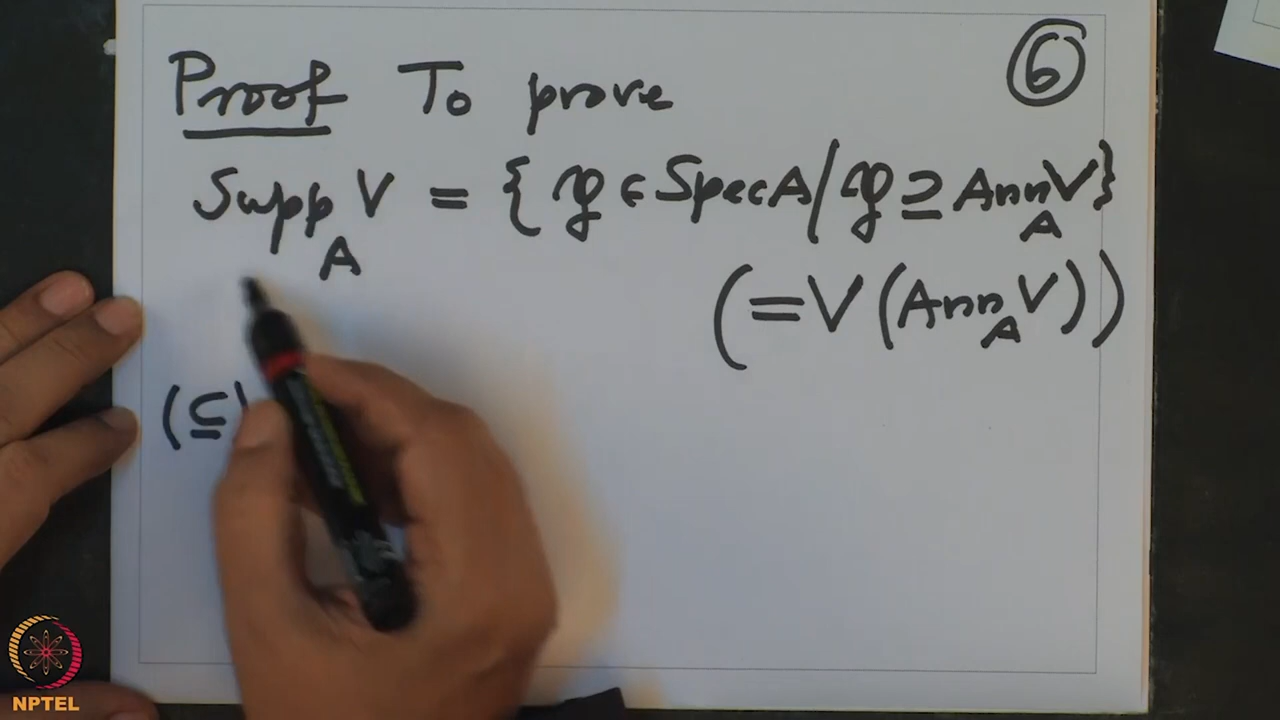 Proof To prove ⑥
Supp_A V = { 𝔭 ∈ Spec A / 𝔭 ⊇ Ann_A V }
( = V ( Ann_A V ) )
(⊆)
NPTEL